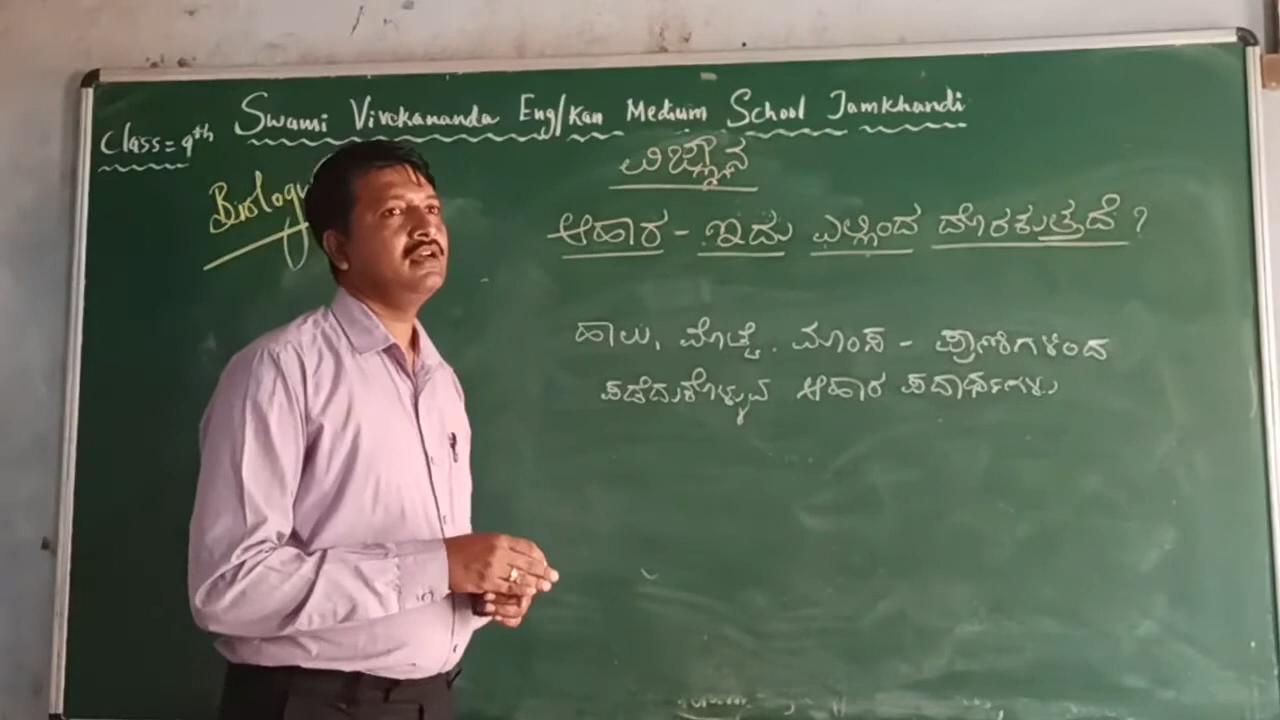 Swami Vivekananda Eng/Kan Medium School Jamkhandi
Class = 9th
Biology
ವಿಜ್ಞಾನ
ಆಹಾರ - ಇದು ಎಲ್ಲಿಂದ ದೊರಕುತ್ತದೆ?
ಹಾಲು, ಮೊಟ್ಟೆ, ಮಾಂಸ - ಪ್ರಾಣಿಗಳಿಂದ
ಪಡೆದುಕೊಳ್ಳುವ ಆಹಾರ ಪದಾರ್ಥಗಳು